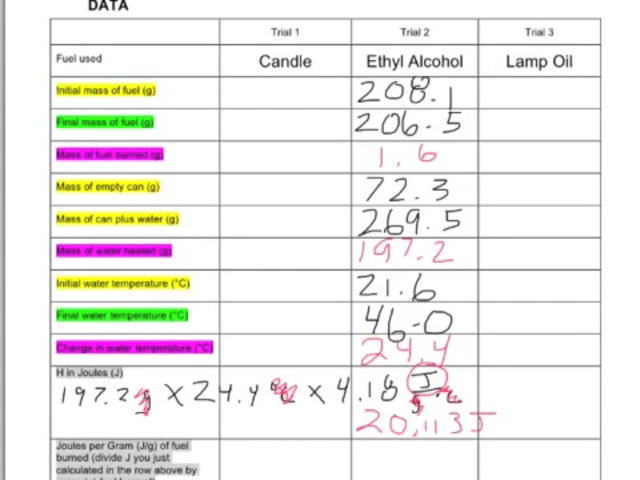 DATA
Trial 1 Trial 2 Trial 3
Fuel used Candle Ethyl Alcohol Lamp Oil
Initial mass of fuel (g) 208.1
Final mass of fuel (g) 206.5
Mass of fuel burned (g) 1.6
Mass of empty can (g) 72.3
Mass of can plus water (g) 269.5
Mass of water heated (g) 197.2
Initial water temperature (°C) 21.6
Final water temperature (°C) 46.0
Change in water temperature (°C) 24.4
H in Joules (J)
197.2 g × 24.4 °C × 4.18 J
g °C
20,113 J
Joules per Gram (J/g) of fuel
burned (divide J you just
calculated in the row above by